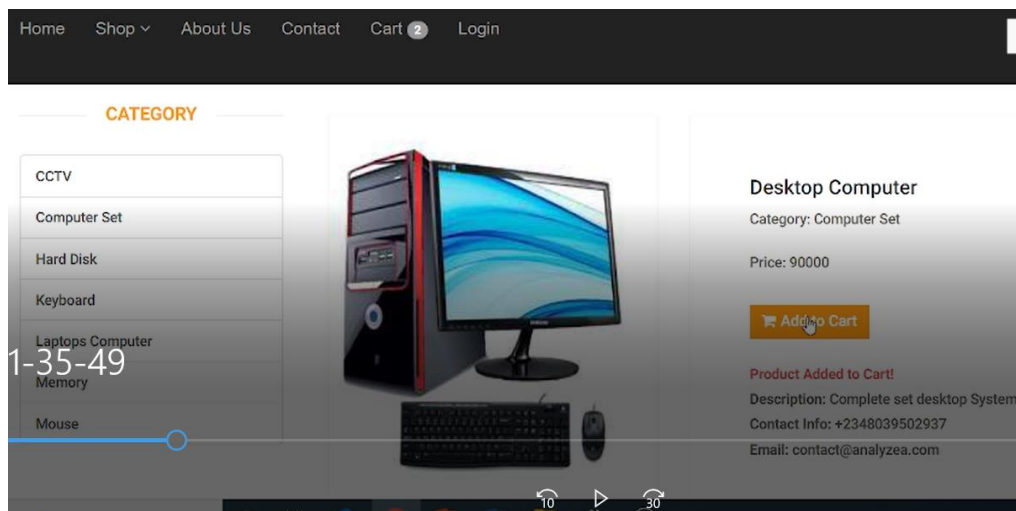 Home Shop About Us Contact Cart 2 Login
CATEGORY
CCTV
Computer Set
Hard Disk
Keyboard
Laptops Computer
1-35-49
Memory
Mouse
Desktop Computer
Category: Computer Set
Price: 90000
Add to Cart
Product Added to Cart!
Description: Complete set desktop System
Contact Info: +2348039502937
Email: contact@analyzea.com
10 30